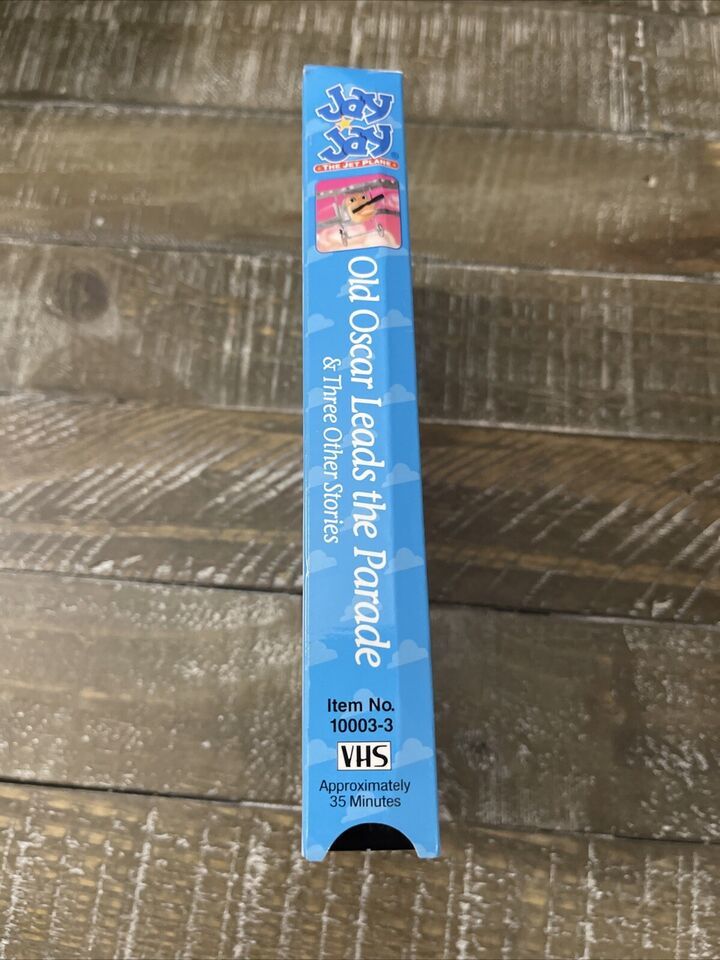 Jay Jay
THE JET PLANE
Old Oscar Leads the Parade
& Three Other Stories
Item No.
10003-3
VHS
Approximately
35 Minutes